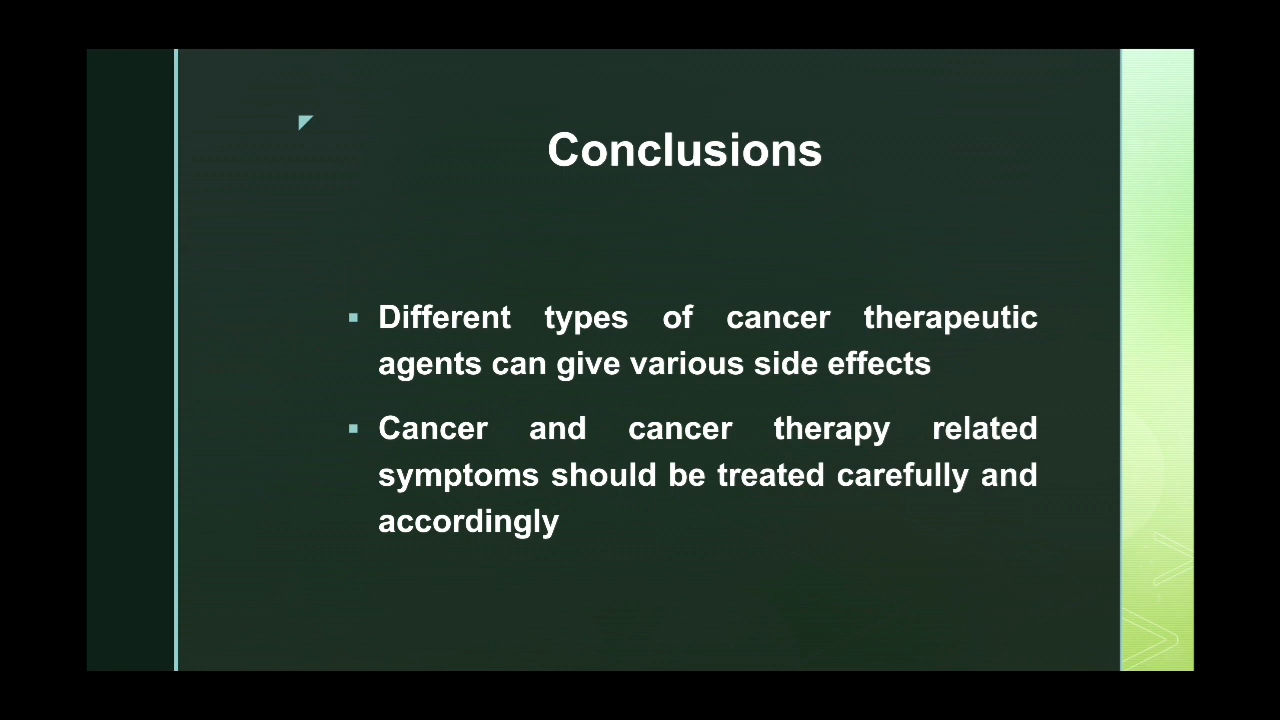 Conclusions
▪ Different types of cancer therapeutic
agents can give various side effects
▪ Cancer and cancer therapy related
symptoms should be treated carefully and
accordingly